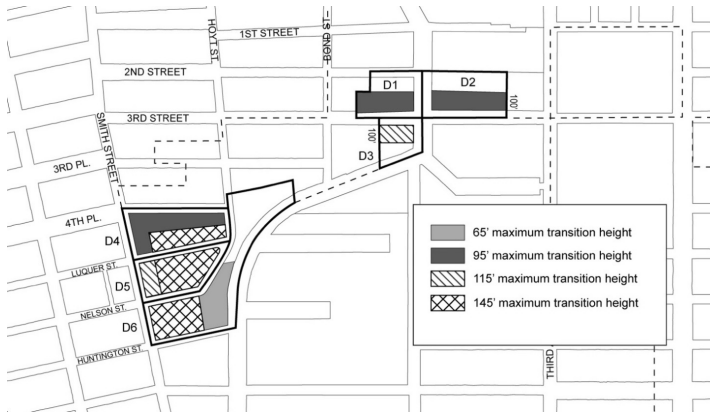 HOYT ST.
BOND ST.
1ST STREET
2ND STREET
3RD STREET
SMITH STREET
3RD PL.
4TH PL.
D1
D2
100'
100'
D3
D4
LUQUER ST.
D5
NELSON ST.
D6
HUNTINGTON ST.
65' maximum transition height
95' maximum transition height
115' maximum transition height
145' maximum transition height
THIRD